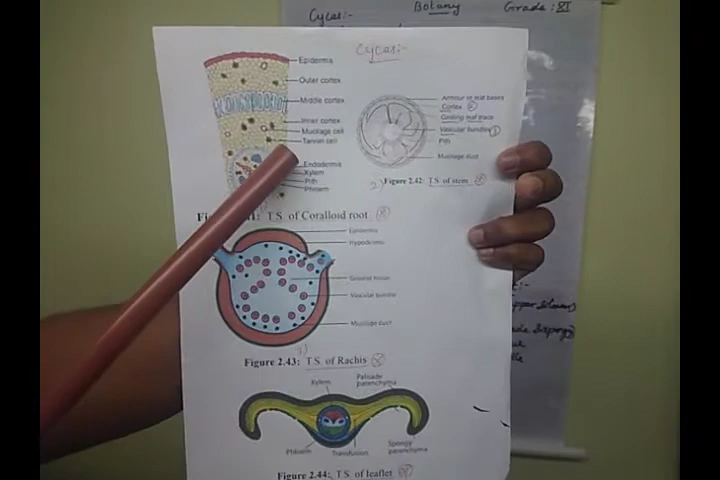 Cycas:-
Botany
Grade: XI
Cycas:-
Epidermis
Outer cortex
Middle cortex
Inner cortex
Mucilage cell
Tannin cell
Endodermis
Xylem
Pith
Phloem
T.S. of Coralloid root
Armour of leaf bases
Cortex
Girdling leaf trace
Vascular bundles
Pith
Mucilage duct
2) Figure 2.42: T.S. of stem
Epidermis
Hypodermis
Ground tissue
Vascular bundle
Mucilage duct
3)
Figure 2.43: T.S. of Rachis
Xylem
Palisade
parenchyma
Phloem
Transfusion
Spongy
parenchyma
Figure 2.44: T.S. of leaflet